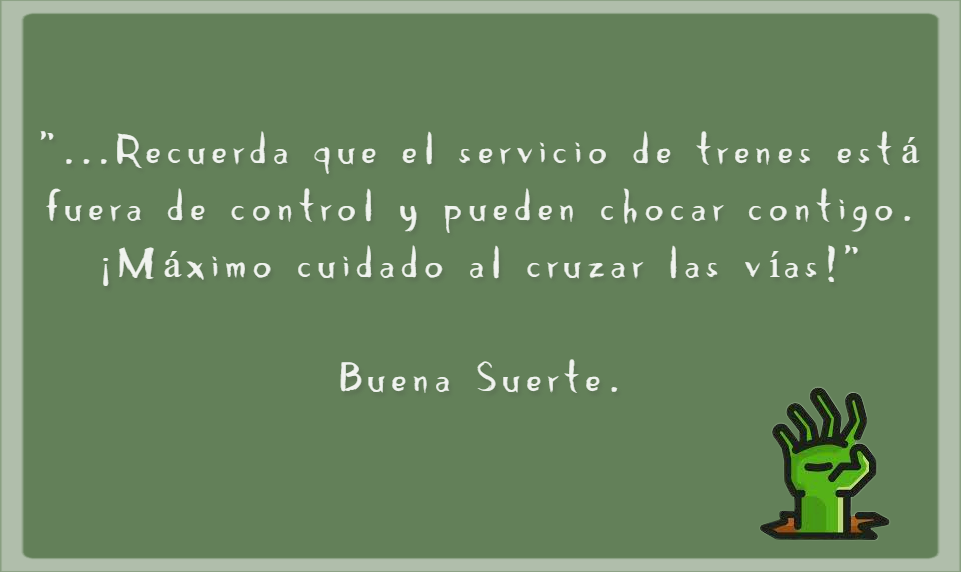 "...Recuerda que el servicio de trenes está
fuera de control y pueden chocar contigo.
¡Máximo cuidado al cruzar las vías!"
Buena Suerte.